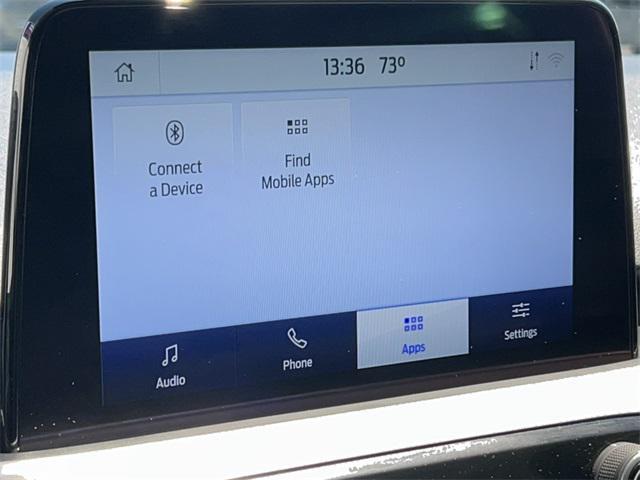 13:36 73°
Connect
a Device
Find
Mobile Apps
Audio
Phone
Apps
Settings